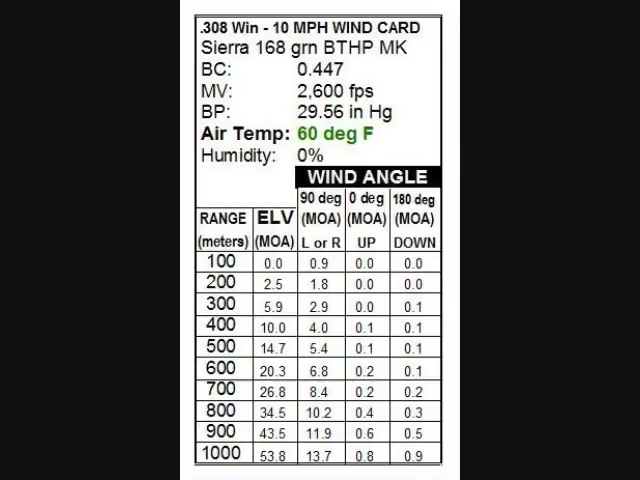 .308 Win - 10 MPH WIND CARD
Sierra 168 grn BTHP MK
BC: 0.447
MV: 2,600 fps
BP: 29.56 in Hg
Air Temp: 60 deg F
Humidity: 0%
WIND ANGLE
90 deg 0 deg 180 deg
RANGE ELV (MOA) (MOA) (MOA)
(meters) (MOA) L or R UP DOWN
100 0.0 0.9 0.0 0.0
200 2.5 1.8 0.0 0.0
300 5.9 2.9 0.0 0.1
400 10.0 4.0 0.1 0.1
500 14.7 5.4 0.1 0.1
600 20.3 6.8 0.2 0.1
700 26.8 8.4 0.2 0.2
800 34.5 10.2 0.4 0.3
900 43.5 11.9 0.6 0.5
1000 53.8 13.7 0.8 0.9